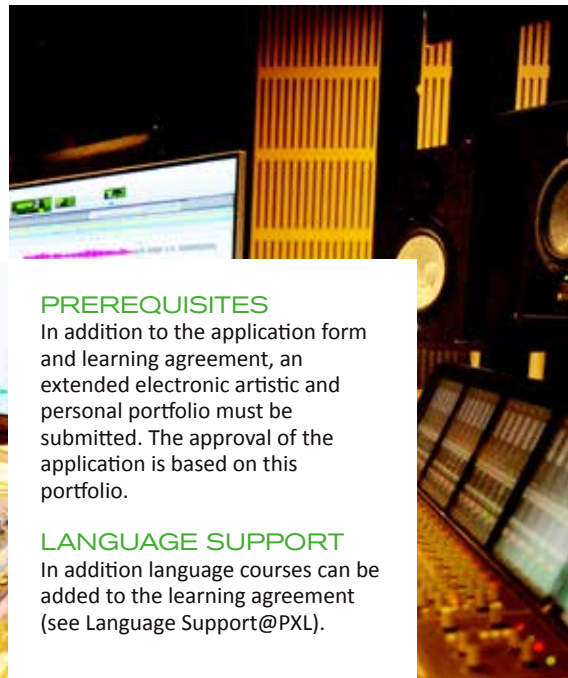 PREREQUISITES
In addition to the application form
and learning agreement, an
extended electronic artistic and
personal portfolio must be
submitted. The approval of the
application is based on this
portfolio.
LANGUAGE SUPPORT
In addition language courses can be
added to the learning agreement
(see Language Support@PXL).